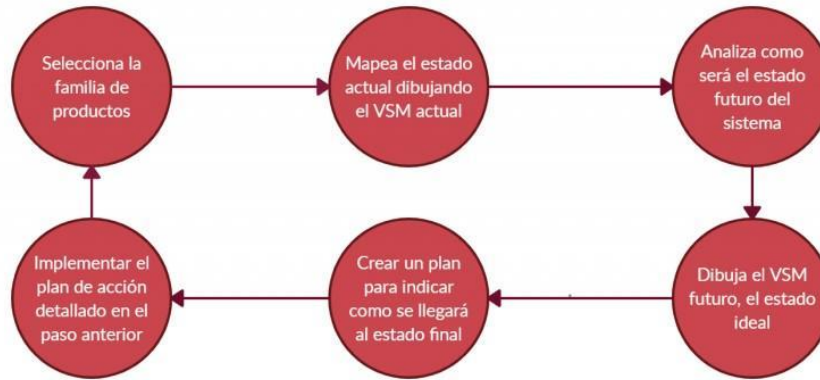 Selecciona la
familia de
productos
Mapea el estado
actual dibujando
el VSM actual
Analiza como
será el estado
futuro del
sistema
Dibuja el VSM
futuro, el estado
ideal
Crear un plan
para indicar
como se llegará
al estado final
Implementar el
plan de acción
detallado en el
paso anterior